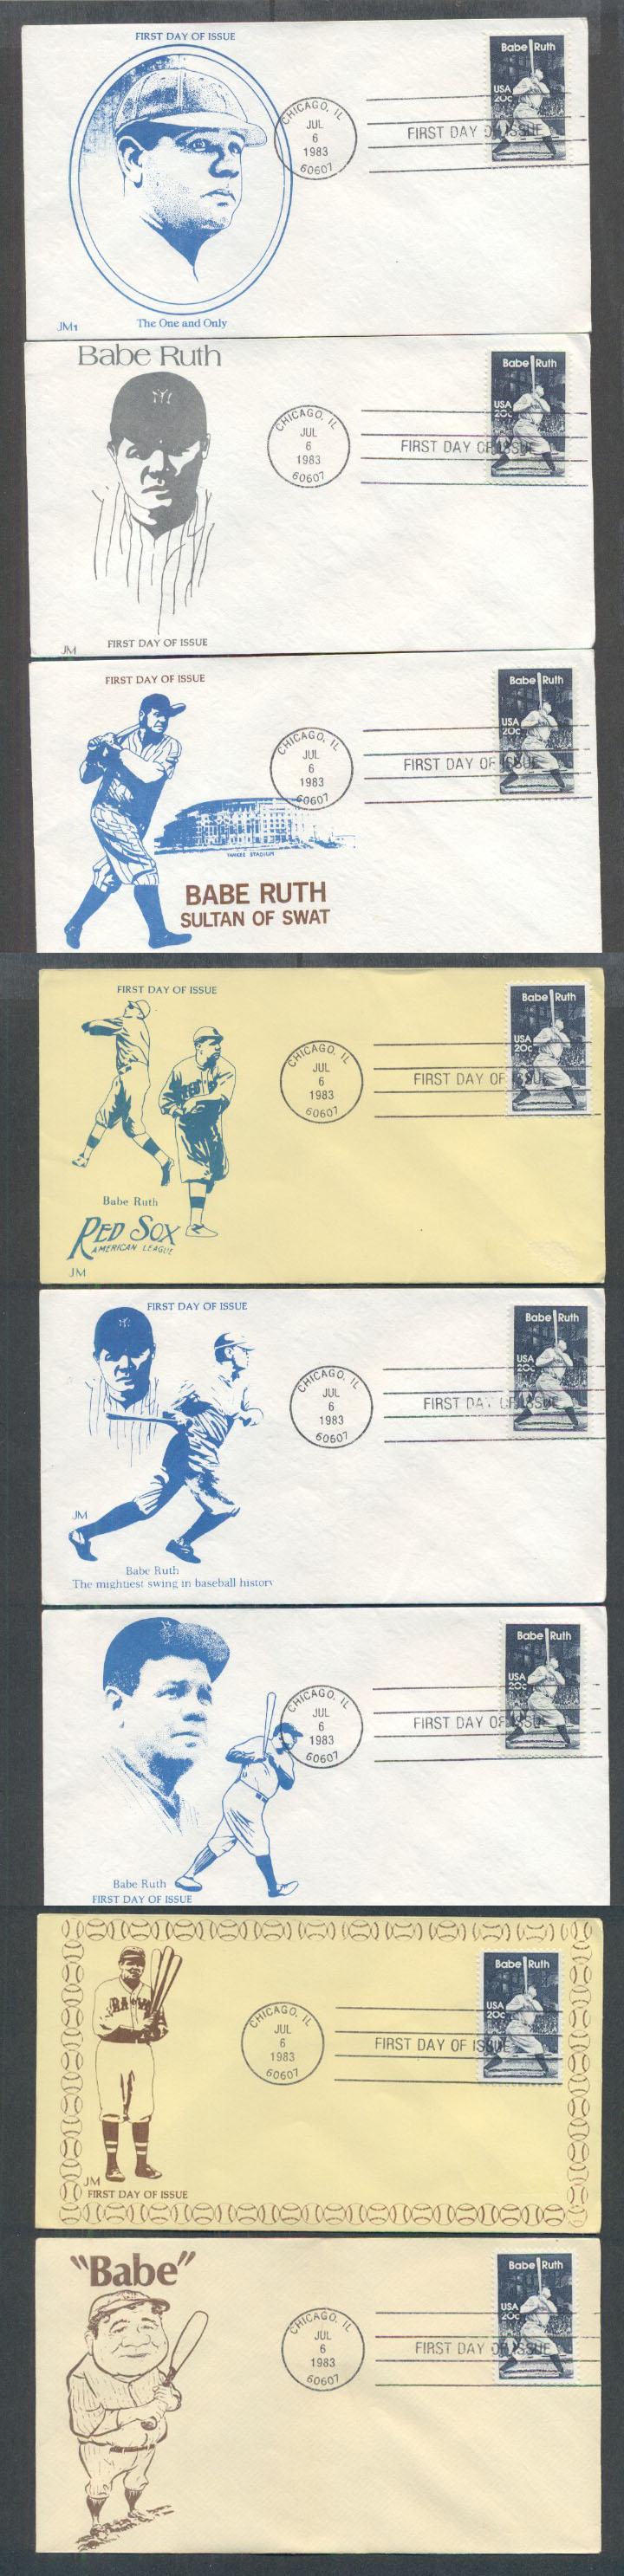 FIRST DAY OF ISSUE
Babe Ruth
USA
20c
CHICAGO, IL
JUL
6
1983
60607
FIRST DAY OF ISSUE
JM1
The One and Only
Babe Ruth
Babe Ruth
USA
20c
CHICAGO, IL
JUL
6
1983
60607
FIRST DAY OF ISSUE
JM
FIRST DAY OF ISSUE
FIRST DAY OF ISSUE
Babe Ruth
USA
20c
CHICAGO, IL
JUL
6
1983
60607
FIRST DAY OF ISSUE
YANKEE STADIUM
BABE RUTH
SULTAN OF SWAT
FIRST DAY OF ISSUE
Babe Ruth
USA
20c
CHICAGO, IL
JUL
6
1983
60607
FIRST DAY OF ISSUE
Babe Ruth
RED SOX
AMERICAN LEAGUE
JM
FIRST DAY OF ISSUE
Babe Ruth
USA
20c
CHICAGO, IL
JUL
6
1983
60607
FIRST DAY OF ISSUE
JM
Babe Ruth
The mightiest swing in baseball history
Babe Ruth
USA
20c
CHICAGO, IL
JUL
6
1983
60607
FIRST DAY OF ISSUE
Babe Ruth
FIRST DAY OF ISSUE
Babe Ruth
USA
20c
CHICAGO, IL
JUL
6
1983
60607
FIRST DAY OF ISSUE
JM
FIRST DAY OF ISSUE
"Babe"
Babe Ruth
USA
20c
CHICAGO, IL
JUL
6
1983
60607
FIRST DAY OF ISSUE